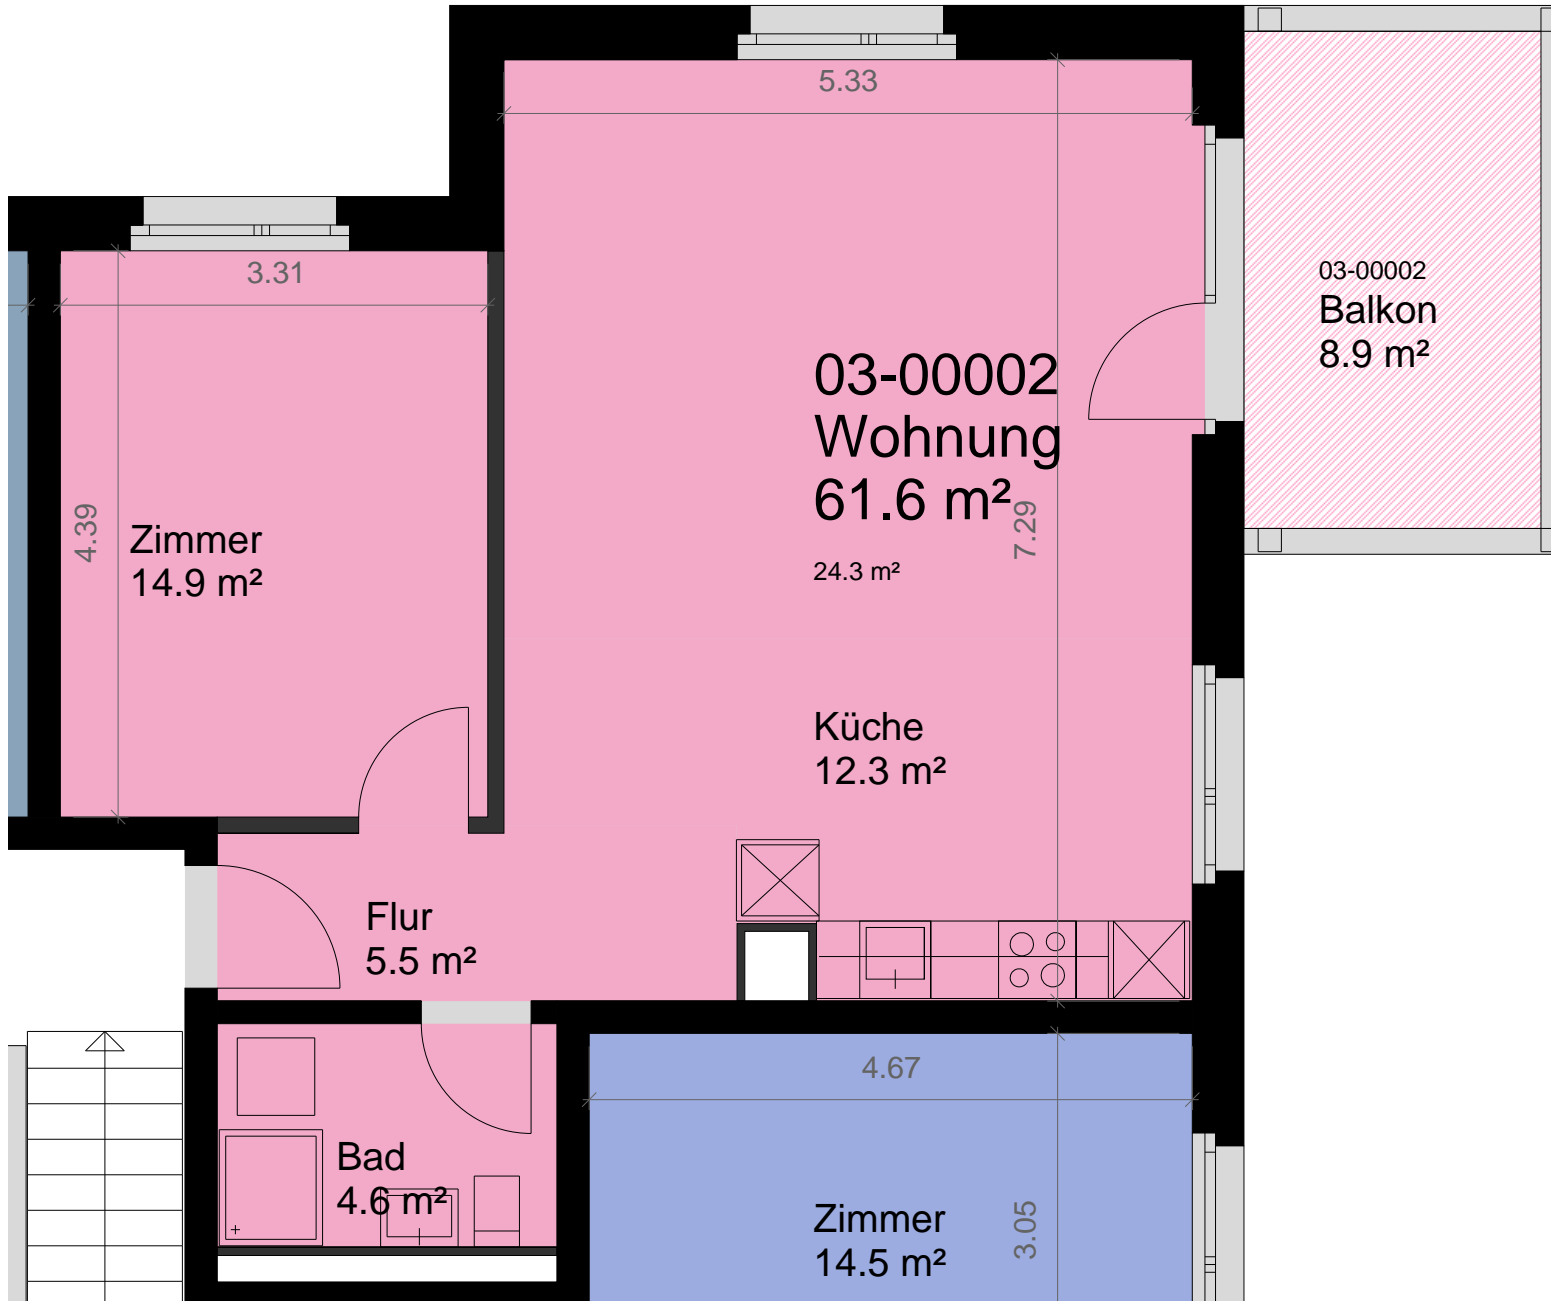 5.33
3.31
03-00002
Balkon
8.9 m²
03-00002
Wohnung
61.6 m²
24.3 m²
7.29
4.39
Zimmer
14.9 m²
Küche
12.3 m²
Flur
5.5 m²
4.67
Bad
4.6 m²
Zimmer
14.5 m²
3.05